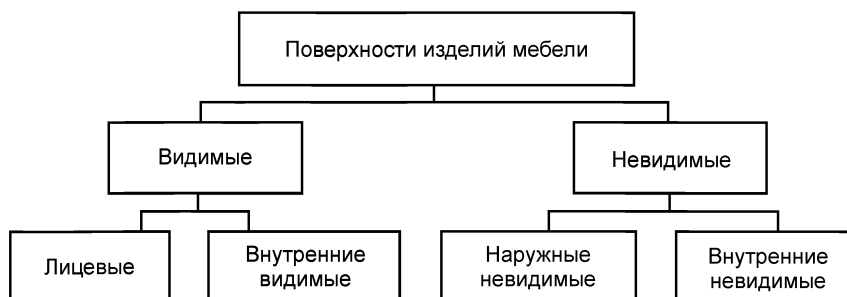 Поверхности изделий мебели
Видимые
Невидимые
Лицевые
Внутренние
видимые
Наружные
невидимые
Внутренние
невидимые